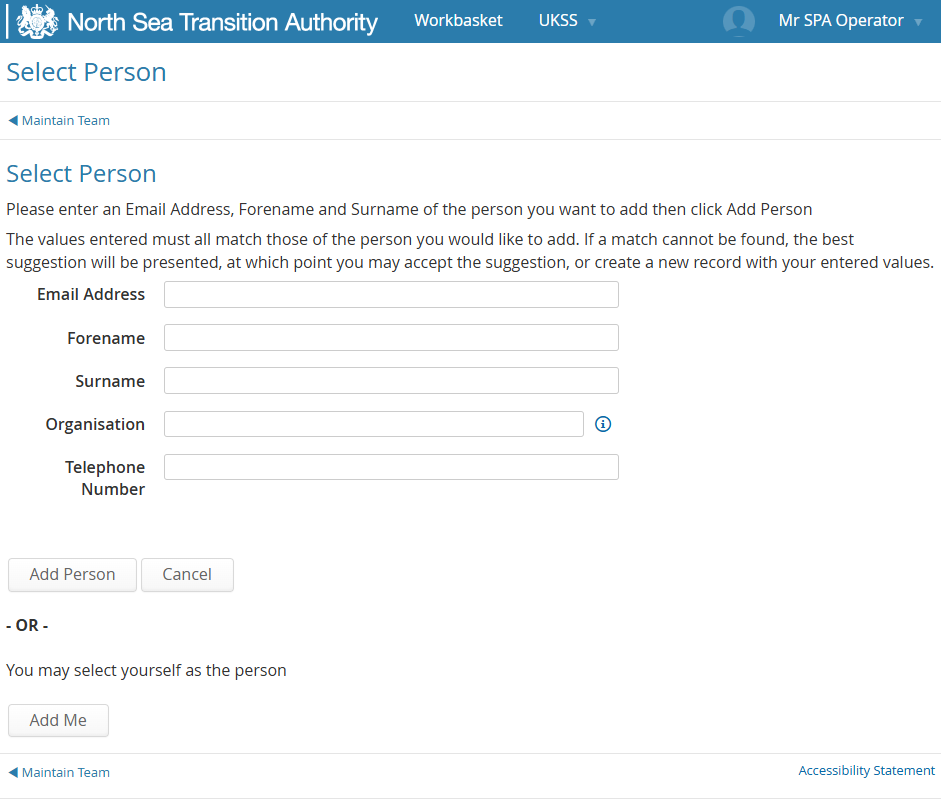 North Sea Transition Authority Workbasket UKSS Mr SPA Operator
Select Person
Maintain Team
Select Person
Please enter an Email Address, Forename and Surname of the person you want to add then click Add Person
The values entered must all match those of the person you would like to add. If a match cannot be found, the best
suggestion will be presented, at which point you may accept the suggestion, or create a new record with your entered values.
Email Address
Forename
Surname
Organisation
Telephone
Number
Add Person Cancel
- OR -
You may select yourself as the person
Add Me
Maintain Team Accessibility Statement